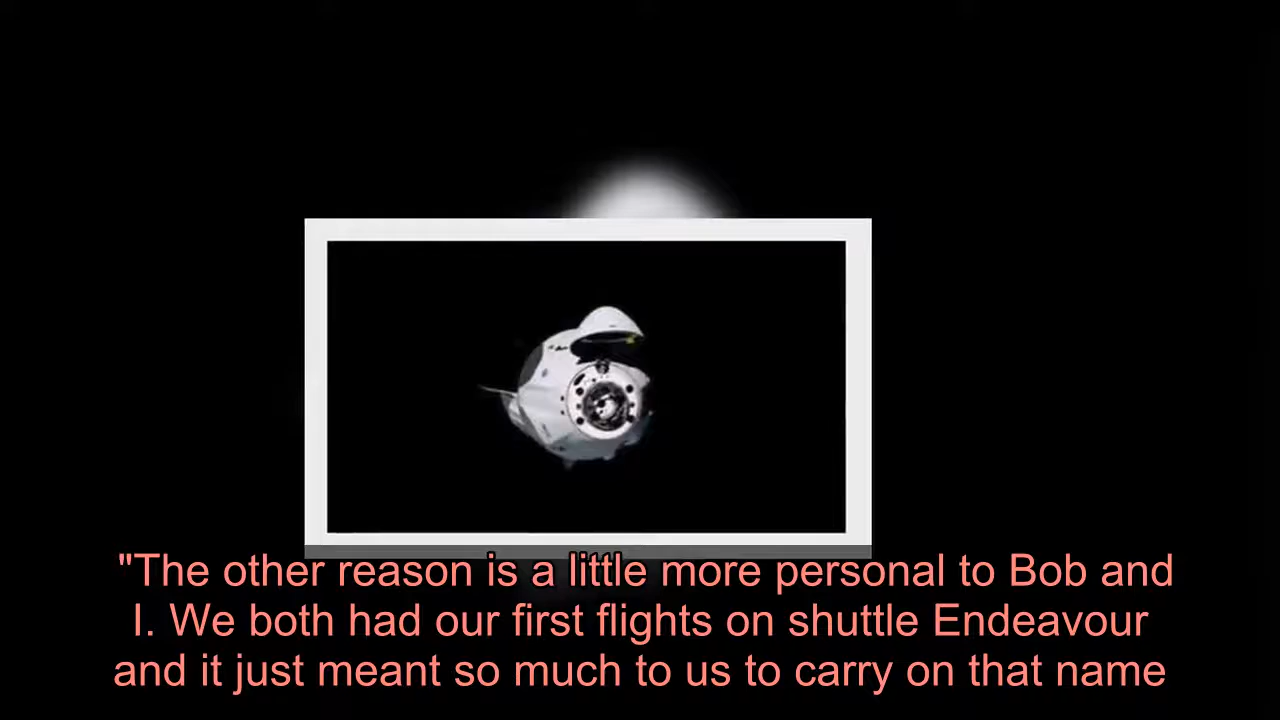 "The other reason is a little more personal to Bob and
I. We both had our first flights on shuttle Endeavour
and it just meant so much to us to carry on that name